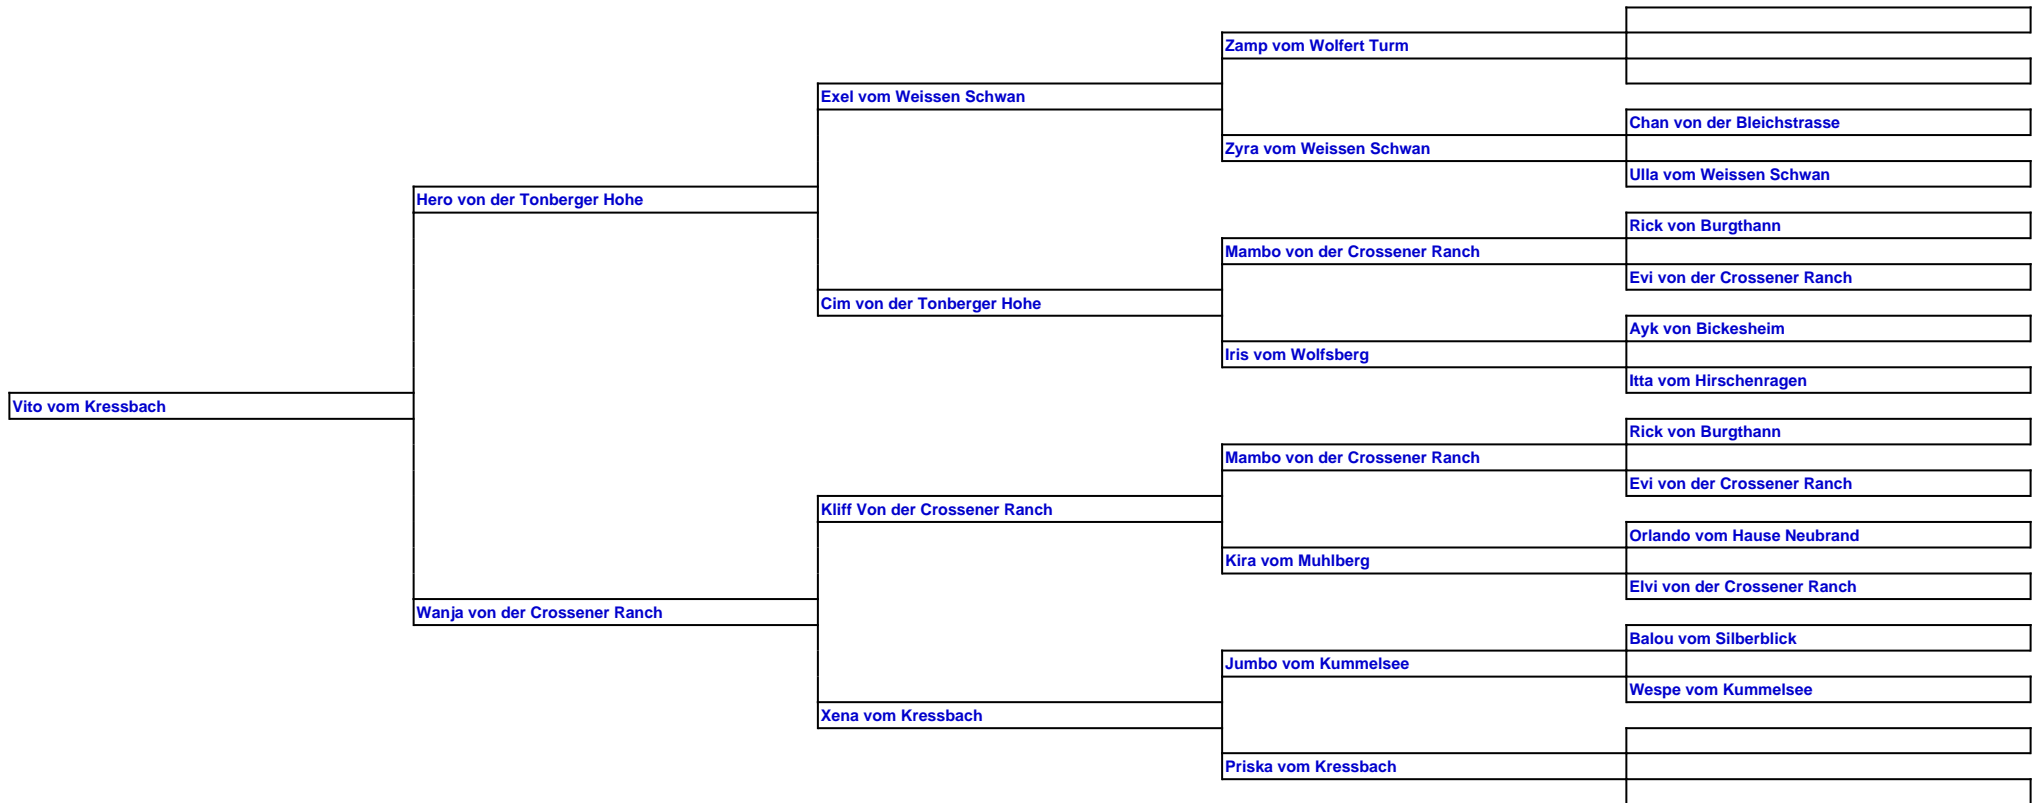 Zamp vom Wolfert Turm
Exel vom Weissen Schwan
Chan von der Bleichstrasse
Zyra vom Weissen Schwan
Ulla vom Weissen Schwan
Hero von der Tonberger Hohe
Rick von Burgthann
Mambo von der Crossener Ranch
Evi von der Crossener Ranch
Cim von der Tonberger Hohe
Ayk von Bickesheim
Iris vom Wolfsberg
Itta vom Hirschenragen
Vito vom Kressbach
Rick von Burgthann
Mambo von der Crossener Ranch
Evi von der Crossener Ranch
Kliff Von der Crossener Ranch
Orlando vom Hause Neubrand
Kira vom Muhlberg
Elvi von der Crossener Ranch
Wanja von der Crossener Ranch
Balou vom Silberblick
Jumbo vom Kummelsee
Wespe vom Kummelsee
Xena vom Kressbach
Priska vom Kressbach